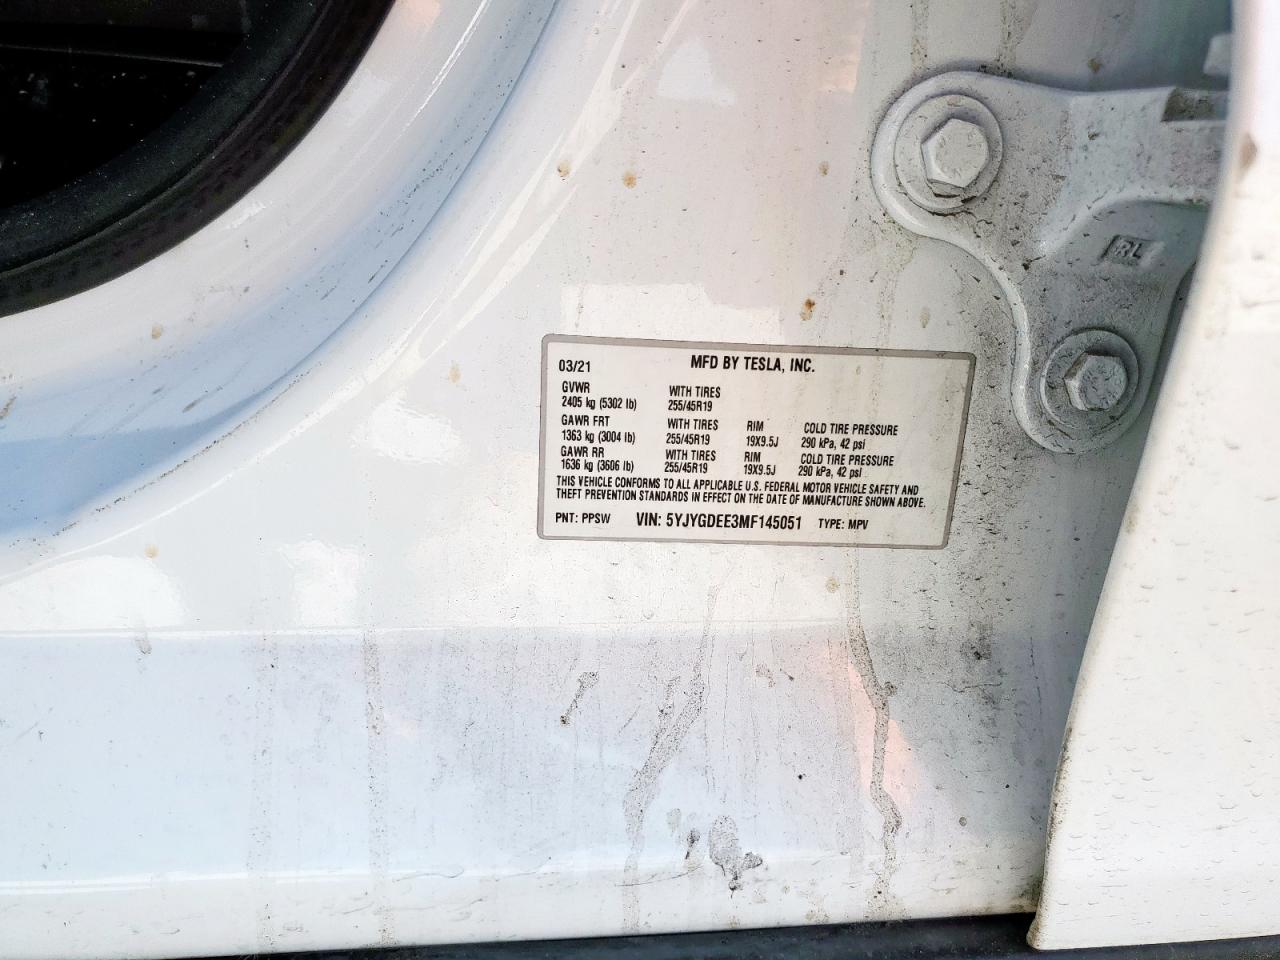 RL
03/21 MFD BY TESLA, INC.
GVWR WITH TIRES
2405 kg (5302 lb) 255/45R19
GAWR FRT WITH TIRES RIM COLD TIRE PRESSURE
1363 kg (3004 lb) 255/45R19 19X9.5J 290 kPa, 42 psi
GAWR RR WITH TIRES RIM COLD TIRE PRESSURE
1636 kg (3606 lb) 255/45R19 19X9.5J 290 kPa, 42 psi
THIS VEHICLE CONFORMS TO ALL APPLICABLE U.S. FEDERAL MOTOR VEHICLE SAFETY AND
THEFT PREVENTION STANDARDS IN EFFECT ON THE DATE OF MANUFACTURE SHOWN ABOVE.
PNT: PPSW VIN: 5YJYGDEE3MF145051 TYPE: MPV